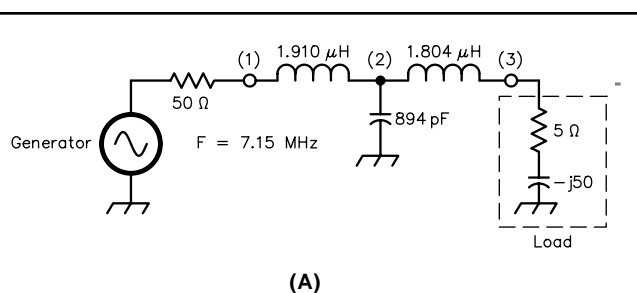 (1)
1.910 μH
(2)
1.804 μH
(3)
50 Ω
Generator
F = 7.15 MHz
894 pF
5 Ω
–j50
Load
(A)